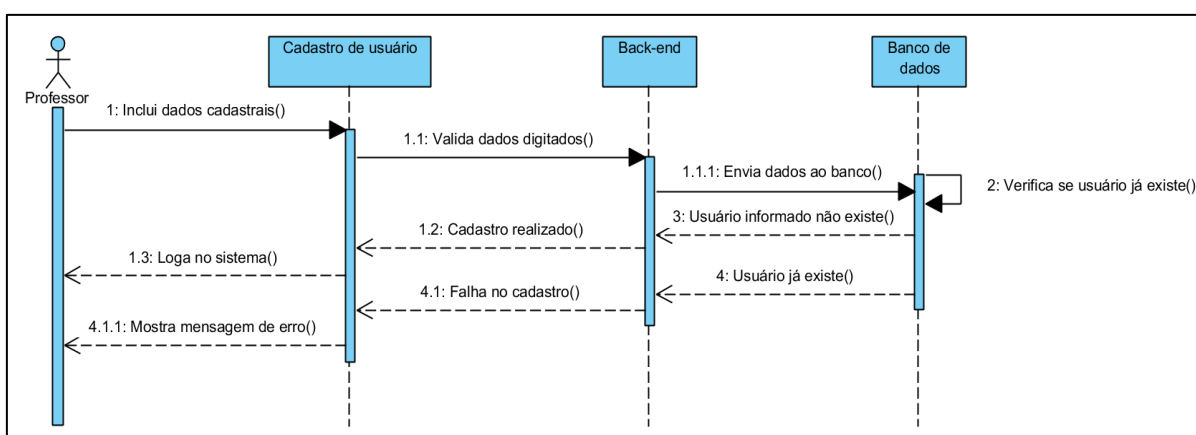 Professor
Cadastro de usuário
Back-end
Banco de
dados
1: Inclui dados cadastrais()
1.1: Valida dados digitados()
1.1.1: Envia dados ao banco()
2: Verifica se usuário já existe()
3: Usuário informado não existe()
1.2: Cadastro realizado()
1.3: Loga no sistema()
4: Usuário já existe()
4.1: Falha no cadastro()
4.1.1: Mostra mensagem de erro()